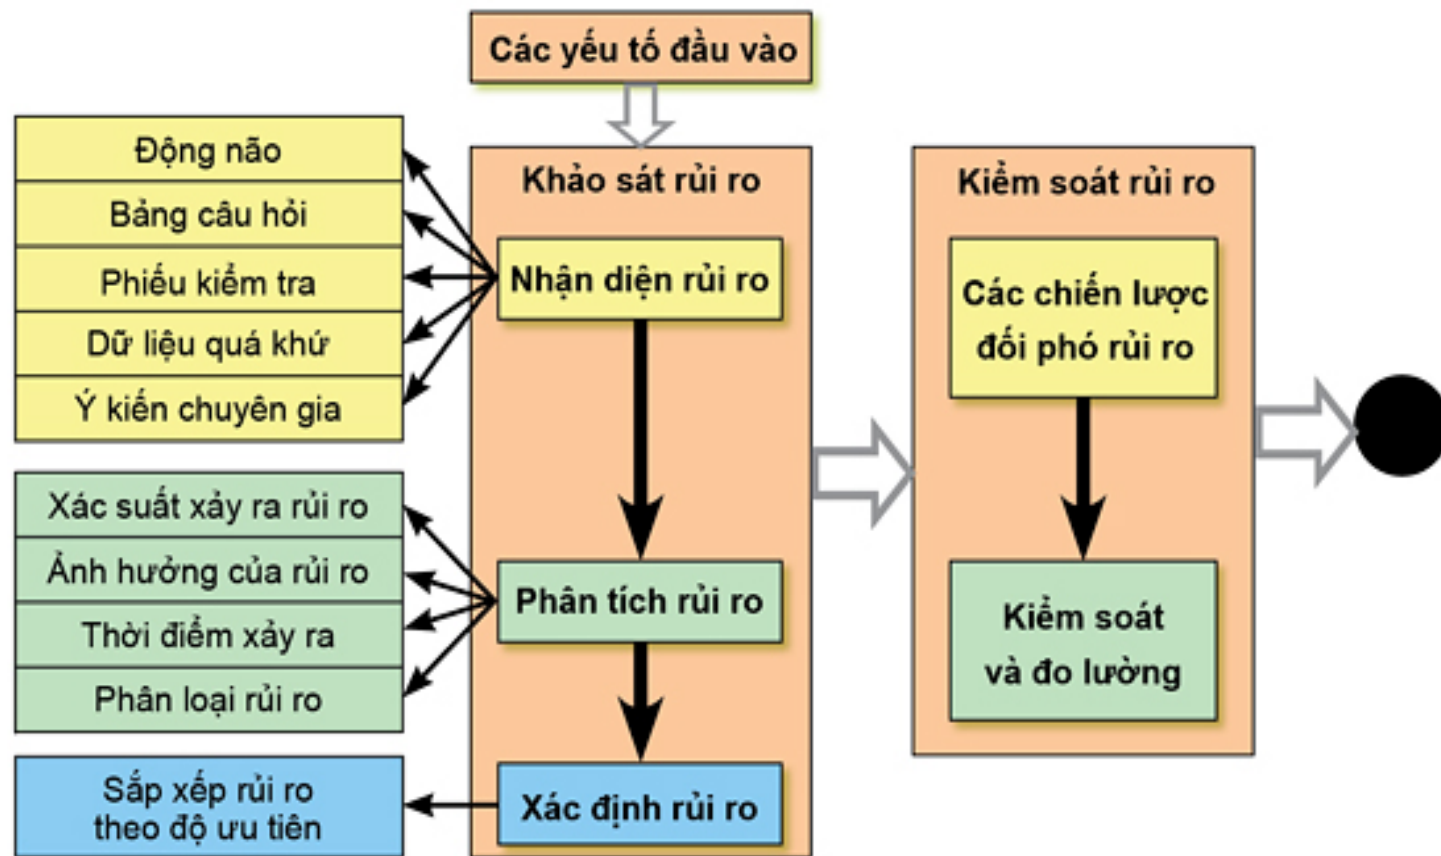 Các yếu tố đầu vào
Động não
Bảng câu hỏi
Phiếu kiểm tra
Dữ liệu quá khứ
Ý kiến chuyên gia
Xác suất xảy ra rủi ro
Ảnh hưởng của rủi ro
Thời điểm xảy ra
Phân loại rủi ro
Sắp xếp rủi ro
theo độ ưu tiên
Khảo sát rủi ro
Nhận diện rủi ro
Phân tích rủi ro
Xác định rủi ro
Kiểm soát rủi ro
Các chiến lược
đối phó rủi ro
Kiểm soát
và đo lường